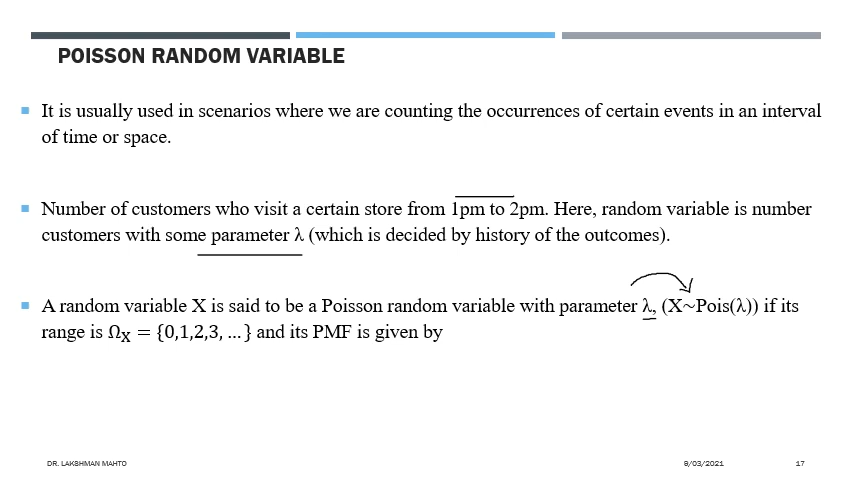 POISSON RANDOM VARIABLE
It is usually used in scenarios where we are counting the occurrences of certain events in an interval
of time or space.
Number of customers who visit a certain store from 1pm to 2pm. Here, random variable is number
customers with some parameter λ (which is decided by history of the outcomes).
A random variable X is said to be a Poisson random variable with parameter λ, (X~Pois(λ)) if its
range is Ωₓ = {0,1,2,3, …} and its PMF is given by
DR. LAKSHMAN MAHTO 9/03/2021 17